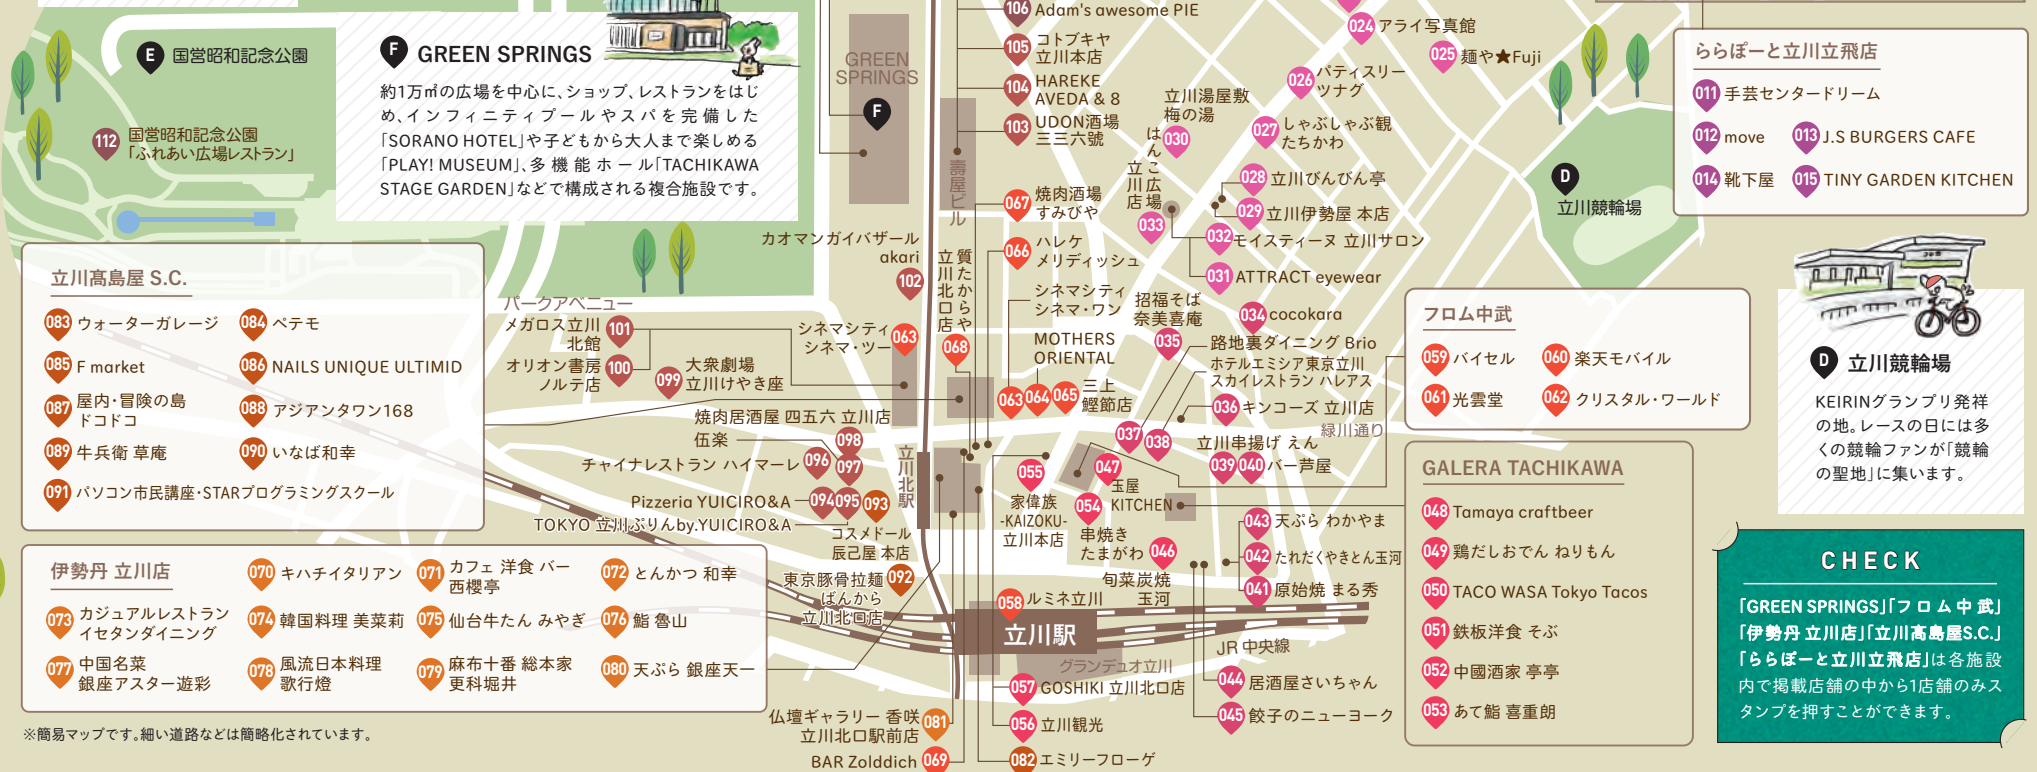 E 国営昭和記念公園
112 国営昭和記念公園
「ふれあい広場レストラン」
F GREEN SPRINGS
約1万㎡の広場を中心に、ショップ、レストランをはじ
め、インフィニティプールやスパを完備した
「SORANO HOTEL」や子どもから大人まで楽しめる
「PLAY! MUSEUM」、多機能ホール「TACHIKAWA
STAGE GARDEN」などで構成される複合施設です。
GREEN
SPRINGS
F
壽屋ビル
106 Adam's awesome PIE
105 コトブキヤ
立川本店
104 HAREKE
AVEDA & 8
103 UDON酒場
三三六號
067 焼肉酒場
すみびや
066 ハレケ
メリディッシュ
シネマシティ
シネマ・ワン
MOTHERS
ORIENTAL
063 064 065 三上
鰹節店
024 アライ写真館
025 麺や★Fuji
026 パティスリー
ツナグ
立川湯屋敷
梅の湯
030
027 しゃぶしゃぶ観
たちかわ
はんこ広場
立川店
033
028 立川びんびん亭
029 立川伊勢屋 本店
032 モイスティーヌ 立川サロン
031 ATTRACT eyewear
招福そば
奈美喜庵
035
034 cocokara
路地裏ダイニング Brio
ホテルエミシア東京立川
スカイレストラン ハレアス
036 キンコーズ 立川店
緑川通り
037 038
立川串揚げ えん
039 040 バー芦屋
D
立川競輪場
ららぽーと立川立飛店
011 手芸センタードリーム
012 move
013 J.S BURGERS CAFE
014 靴下屋
015 TINY GARDEN KITCHEN
立川髙島屋 S.C.
083 ウォーターガレージ
084 ペテモ
085 F market
086 NAILS UNIQUE ULTIMID
087 屋内・冒険の島
ドコドコ
088 アジアンタウン168
089 牛兵衛 草庵
090 いなば和幸
091 パソコン市民講座・STARプログラミングスクール
パークアベニュー
メガロス立川
北館
101
オリオン書房
ノルテ店
100
099 大衆劇場
立川けやき座
カオマンガイバザール
akari
102
質たからや
立川北口店
068
シネマシティ
シネマ・ツー
063
焼肉居酒屋 四五六 立川店
098
伍楽
097
チャイナレストラン ハイマーレ
096
Pizzeria YUICIRO&A
094 095 093
TOKYO 立川ぷりんby.YUICIRO&A
コスメドール
辰己屋 本店
立川北駅
東京豚骨拉麺
ばんから
立川北口店
092
055
家偉族
-KAIZOKU-
立川本店
047
玉屋
KITCHEN
054
串焼き
たまがわ
046
旬菜炭焼
玉河
043 天ぷら わかやま
042 たれだくやきとん玉河
041 原始焼 まる秀
058 ルミネ立川
立川駅
グランデュオ立川
JR 中央線
057 GOSHIKI 立川北口店
056 立川観光
082 エミリーフローゲ
044 居酒屋さいちゃん
045 餃子のニューヨーク
仏壇ギャラリー 香咲
立川北口駅前店
081
BAR Zolddich 069
伊勢丹 立川店
070 キハチイタリアン
071 カフェ 洋食 バー
西櫻亭
072 とんかつ 和幸
073 カジュアルレストラン
イセタンダイニング
074 韓国料理 美菜莉
075 仙台牛たん みやぎ
076 鮨 魯山
077 中国名菜
銀座アスター遊彩
078 風流日本料理
歌行燈
079 麻布十番 総本家
更科堀井
080 天ぷら 銀座天一
※簡易マップです。細い道路などは簡略化されています。
フロム中武
059 バイセル
060 楽天モバイル
061 光雲堂
062 クリスタル・ワールド
GALERA TACHIKAWA
048 Tamaya craftbeer
049 鶏だしおでん ねりもん
050 TACO WASA Tokyo Tacos
051 鉄板洋食 そぶ
052 中國酒家 亭亭
053 あて鮨 喜重朗
D 立川競輪場
KEIRINグランプリ発祥
の地。レースの日には多
くの競輪ファンが「競輪
の聖地」に集います。
CHECK
「GREEN SPRINGS」「フロム中武」
「伊勢丹 立川店」「立川髙島屋S.C.」
「ららぽーと立川立飛店」は各施設
内で掲載店舗の中から1店舗のみス
タンプを押すことができます。